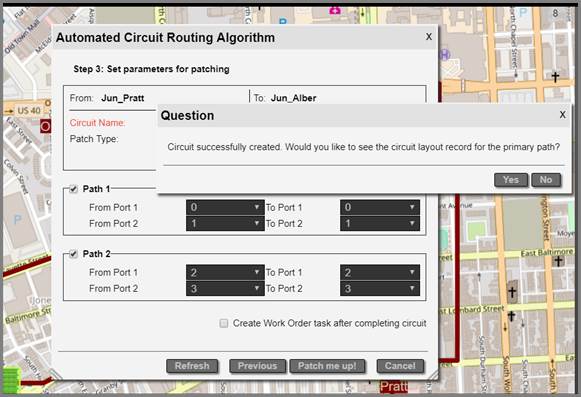 Automated Circuit Routing Algorithm X
Step 3: Set parameters for patching
From: Jun_Pratt To: Jun_Alber
Circuit Name:
Patch Type:
Question X
Circuit successfully created. Would you like to see the circuit layout record for the primary path?
Yes No
Path 1
From Port 1 0 To Port 1 0
From Port 2 1 To Port 2 1
Path 2
From Port 1 2 To Port 1 2
From Port 2 3 To Port 2 3
Create Work Order task after completing circuit
Refresh Previous Patch me up! Cancel
US 40
P
8
H
East Street
East Baltimore
East Lombard Street
Baltimore Street
South Durham Street
Pratt